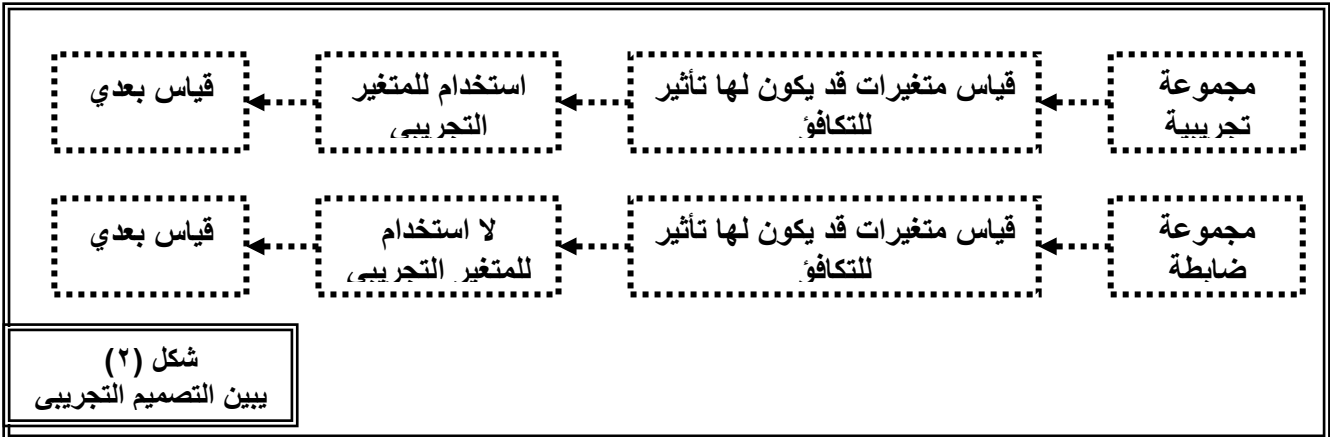 مجموعة
تجريبية
قياس متغيرات قد يكون لها تأثير
للتكافؤ
استخدام للمتغير
التجريبي
قياس بعدي
مجموعة
ضابطة
قياس متغيرات قد يكون لها تأثير
للتكافؤ
لا استخدام
للمتغير التجريبي
قياس بعدي
شكل (٢)
يبين التصميم التجريبي